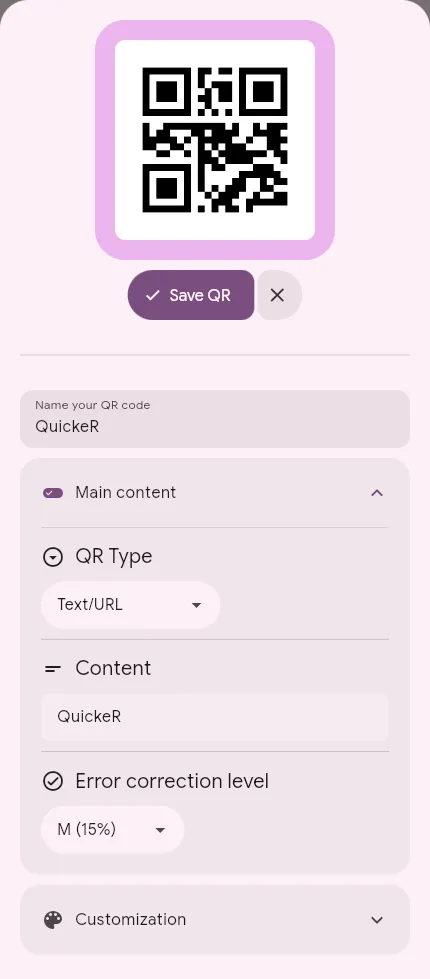 Save QR
Name your QR code
QuickeR
Main content
QR Type
Text/URL
Content
QuickeR
Error correction level
M (15%)
Customization